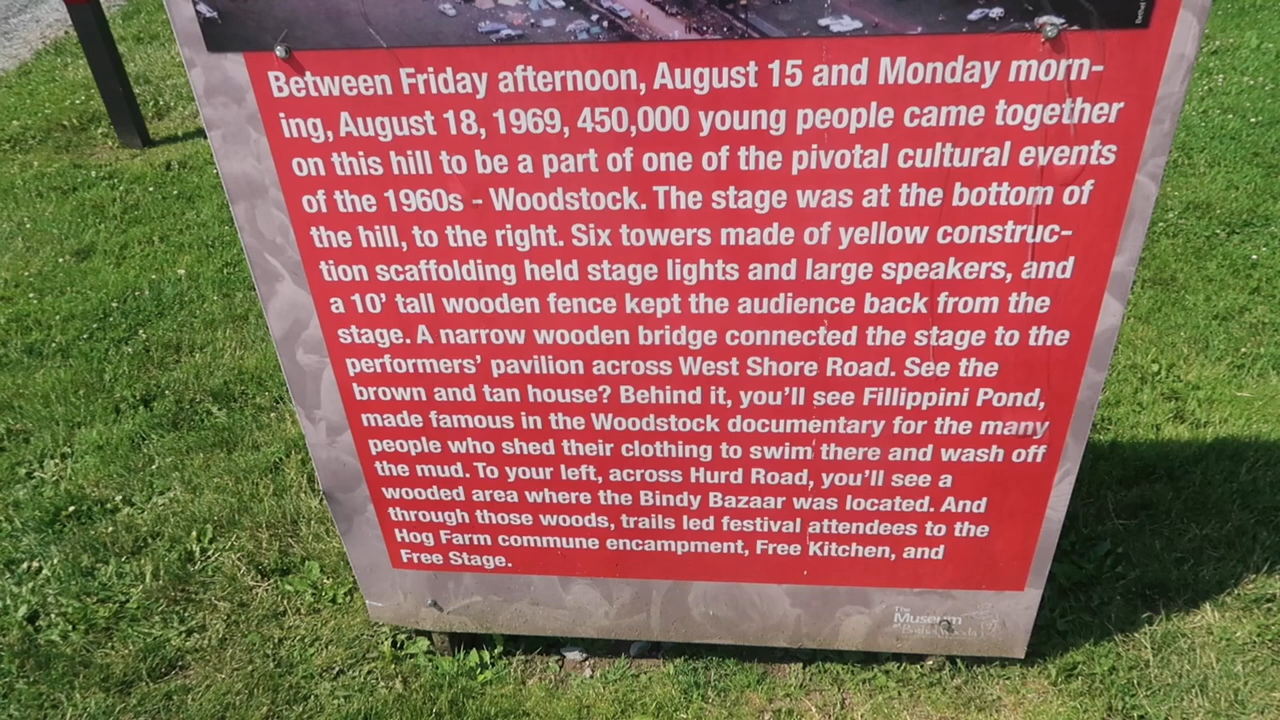 Between Friday afternoon, August 15 and Monday morn-
ing, August 18, 1969, 450,000 young people came together
on this hill to be a part of one of the pivotal cultural events
of the 1960s - Woodstock. The stage was at the bottom of
the hill, to the right. Six towers made of yellow construc-
tion scaffolding held stage lights and large speakers, and
a 10' tall wooden fence kept the audience back from the
stage. A narrow wooden bridge connected the stage to the
performers' pavilion across West Shore Road. See the
brown and tan house? Behind it, you'll see Fillippini Pond,
made famous in the Woodstock documentary for the many
people who shed their clothing to swim there and wash off
the mud. To your left, across Hurd Road, you'll see a
wooded area where the Bindy Bazaar was located. And
through those woods, trails led festival attendees to the
Hog Farm commune encampment, Free Kitchen, and
Free Stage.
The
Museum
at Bethel Woods